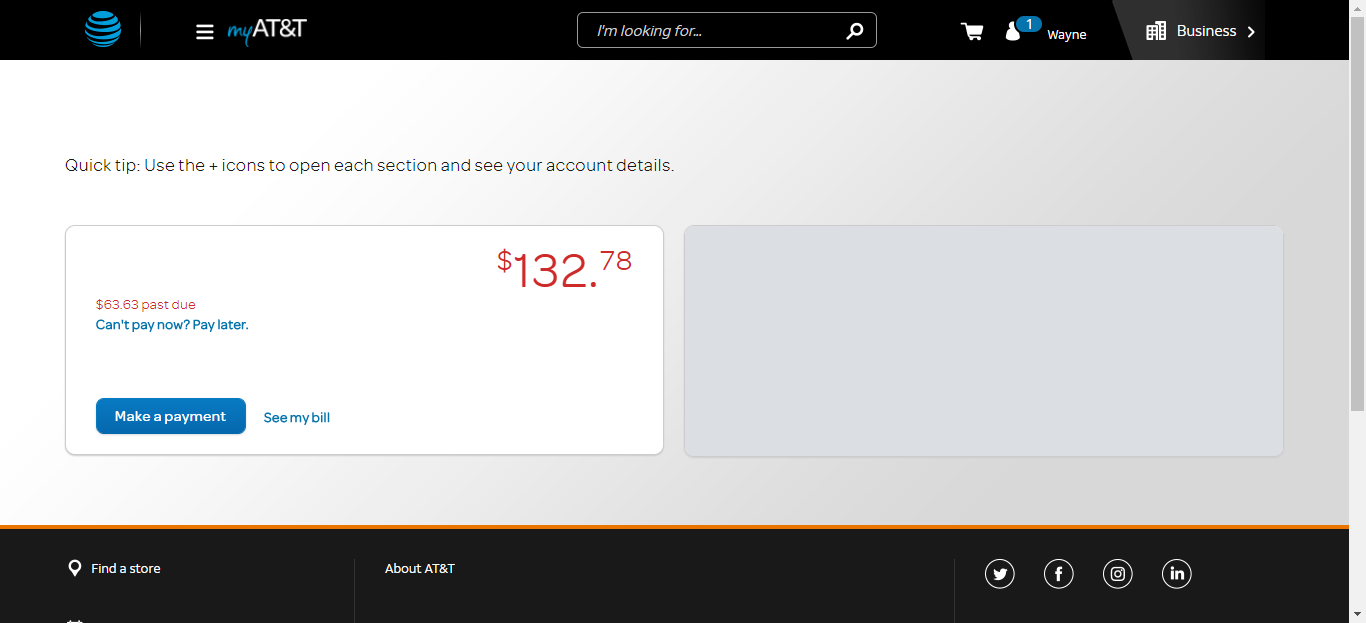 myAT&T
I'm looking for...
1
Wayne
Business
Quick tip: Use the + icons to open each section and see your account details.
$132.78
$63.63 past due
Can't pay now? Pay later.
Make a payment
See my bill
Find a store
About AT&T